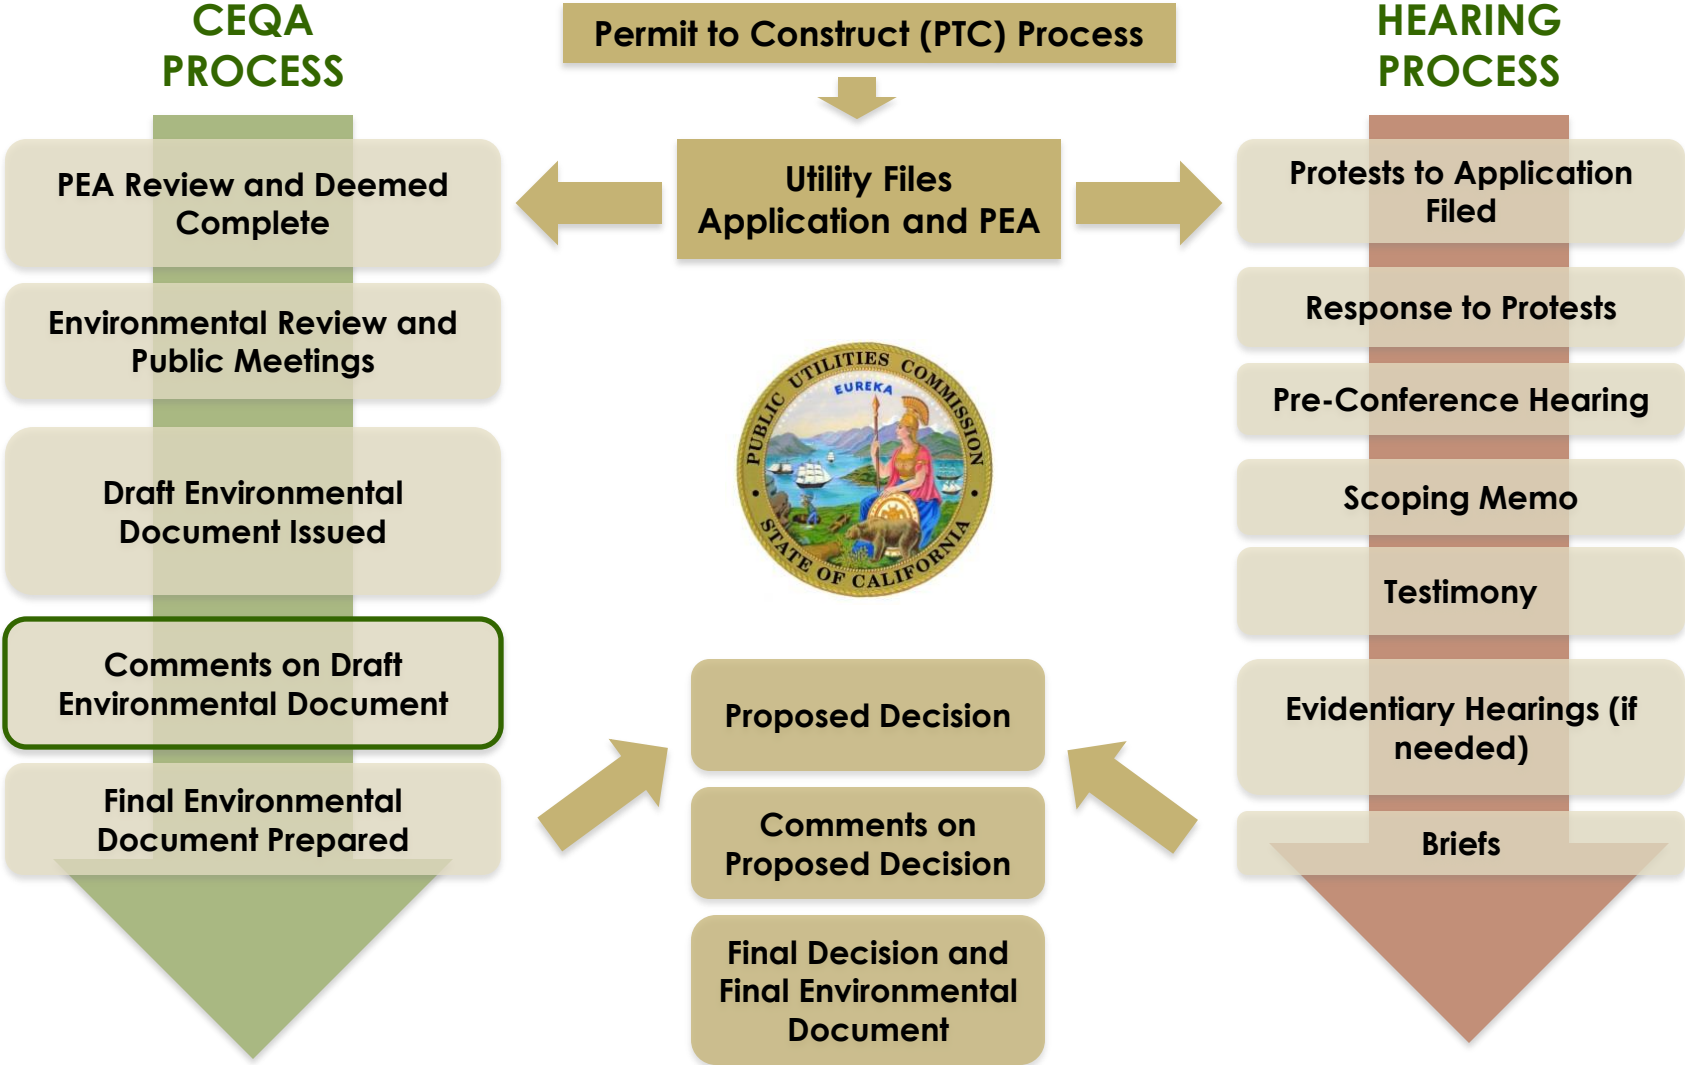 CEQA
PROCESS
PEA Review and Deemed
Complete
Environmental Review and
Public Meetings
Draft Environmental
Document Issued
Comments on Draft
Environmental Document
Final Environmental
Document Prepared
Permit to Construct (PTC) Process
Utility Files
Application and PEA
PUBLIC UTILITIES COMMISSION
EUREKA
STATE OF CALIFORNIA
Proposed Decision
Comments on
Proposed Decision
Final Decision and
Final Environmental
Document
HEARING
PROCESS
Protests to Application
Filed
Response to Protests
Pre-Conference Hearing
Scoping Memo
Testimony
Evidentiary Hearings (if
needed)
Briefs